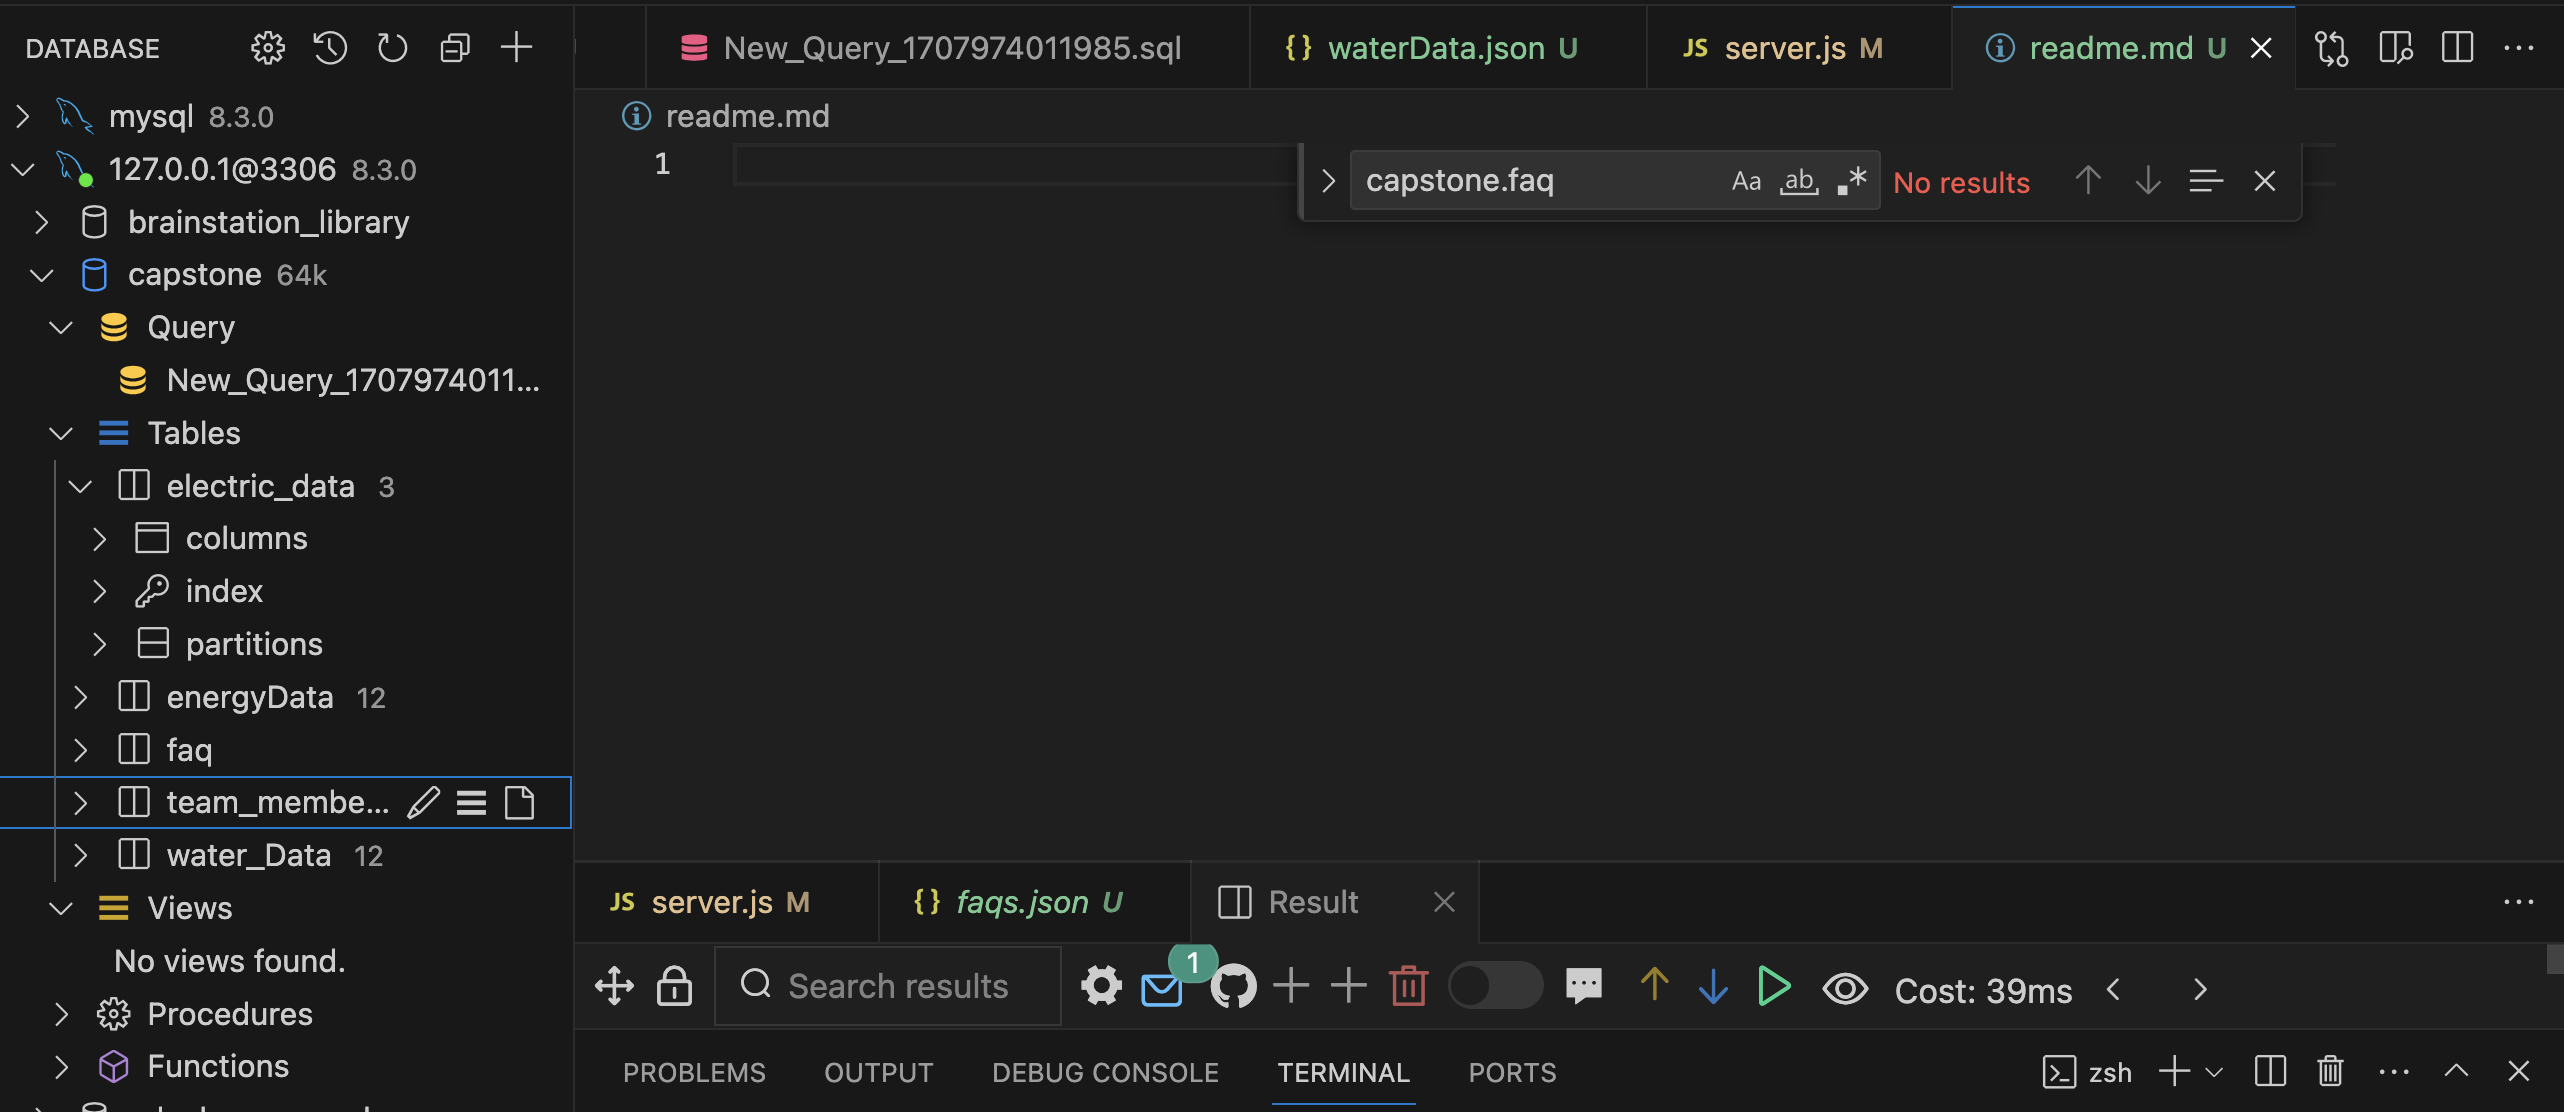 DATABASE
mysql 8.3.0
127.0.0.1@3306 8.3.0
brainstation_library
capstone 64k
Query
New_Query_1707974011...
Tables
electric_data 3
columns
index
partitions
energyData 12
faq
team_membe...
water_Data 12
Views
No views found.
Procedures
Functions
New_Query_1707974011985.sql
{} waterData.json U
JS server.js M
readme.md U
readme.md
1
capstone.faq Aa ab .* No results
JS server.js M
{} faqs.json U
Result
Search results
1
Cost: 39ms
PROBLEMS OUTPUT DEBUG CONSOLE TERMINAL PORTS
zsh